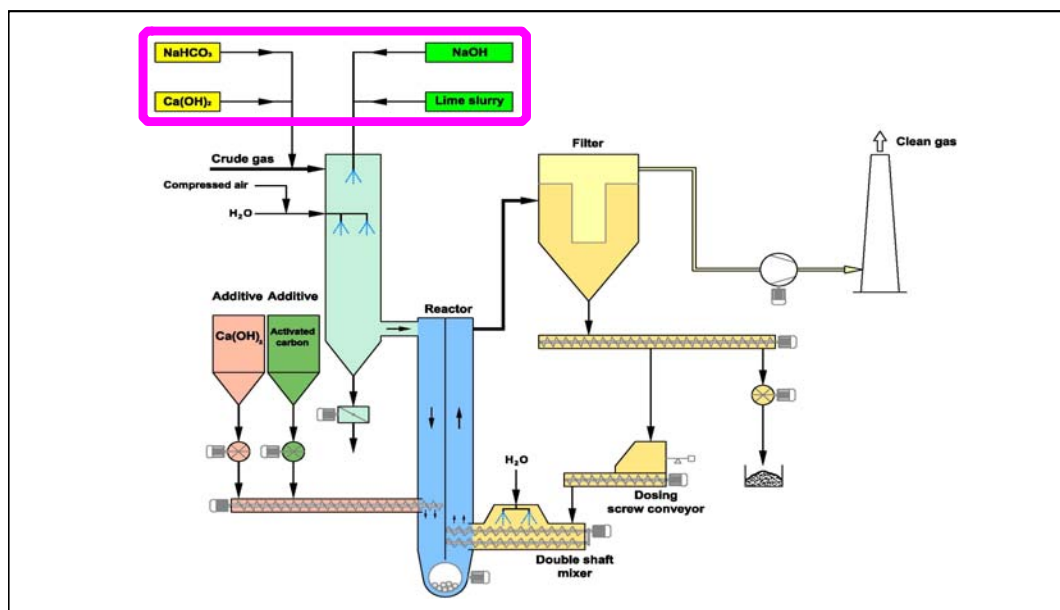 NaHCO₃
NaOH
Ca(OH)₂
Lime slurry
Crude gas
Compressed air
H₂O
Filter
Clean gas
Additive
Additive
Reactor
Ca(OH)₂
Activated
carbon
H₂O
Dosing
screw conveyor
Double shaft
mixer